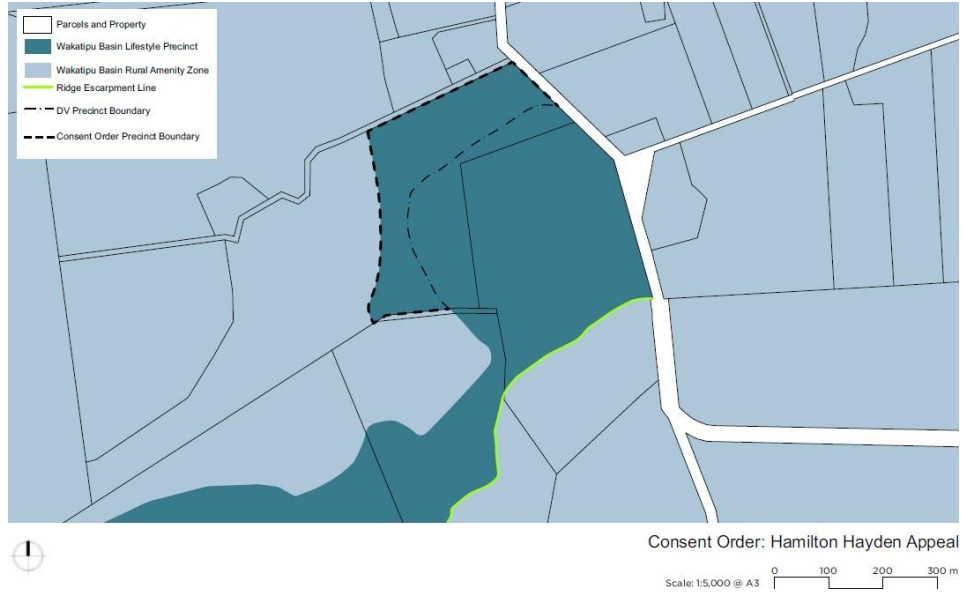 Parcels and Property
Wakatipu Basin Lifestyle Precinct
Wakatipu Basin Rural Amenity Zone
Ridge Escarpment Line
DV Precinct Boundary
Consent Order Precinct Boundary
Consent Order: Hamilton Hayden Appeal
Scale: 1:5,000 @ A3
0 100 200 300 m